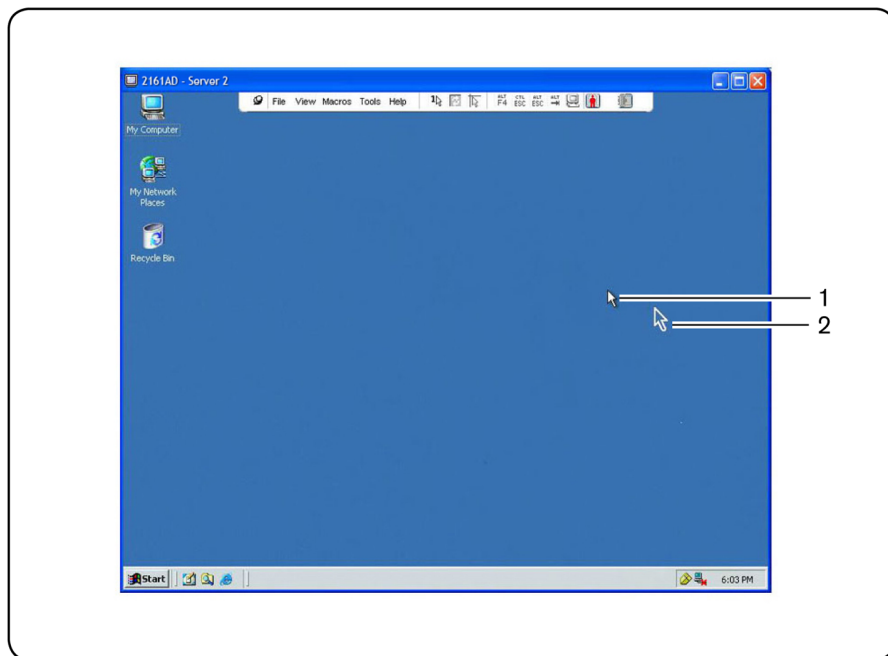 2161AD - Server 2
File View Macros Tools Help ALT F4 CTL ESC ALT ESC ALT
My Computer
My Network
Places
Recycle Bin
1
2
Start 6:03 PM